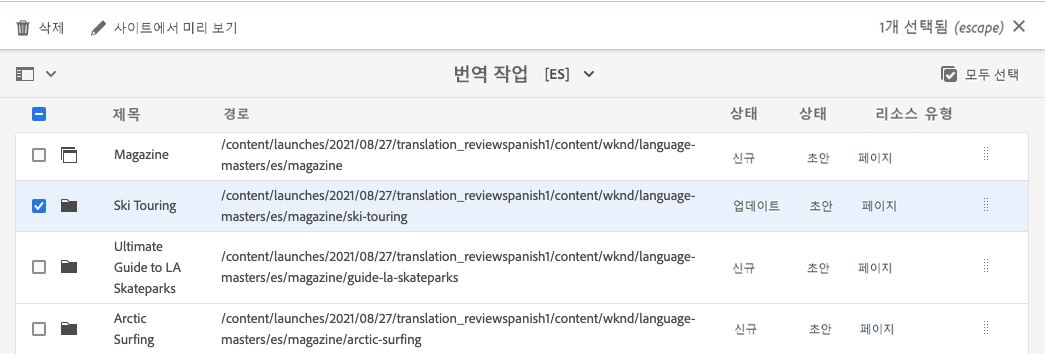 삭제 사이트에서 미리 보기 1개 선택됨 (escape)
번역 작업 [ES] 모두 선택
제목 경로 상태 상태 리소스 유형
Magazine /content/launches/2021/08/27/translation_reviewspanish1/content/wknd/language-
masters/es/magazine 신규 초안 페이지
Ski Touring /content/launches/2021/08/27/translation_reviewspanish1/content/wknd/language-
masters/es/magazine/ski-touring 업데이트 초안 페이지
Ultimate
Guide to LA
Skateparks
/content/launches/2021/08/27/translation_reviewspanish1/content/wknd/language-
masters/es/magazine/guide-la-skateparks
신규 초안 페이지
Arctic
Surfing
/content/launches/2021/08/27/translation_reviewspanish1/content/wknd/language-
masters/es/magazine/arctic-surfing
신규 초안 페이지